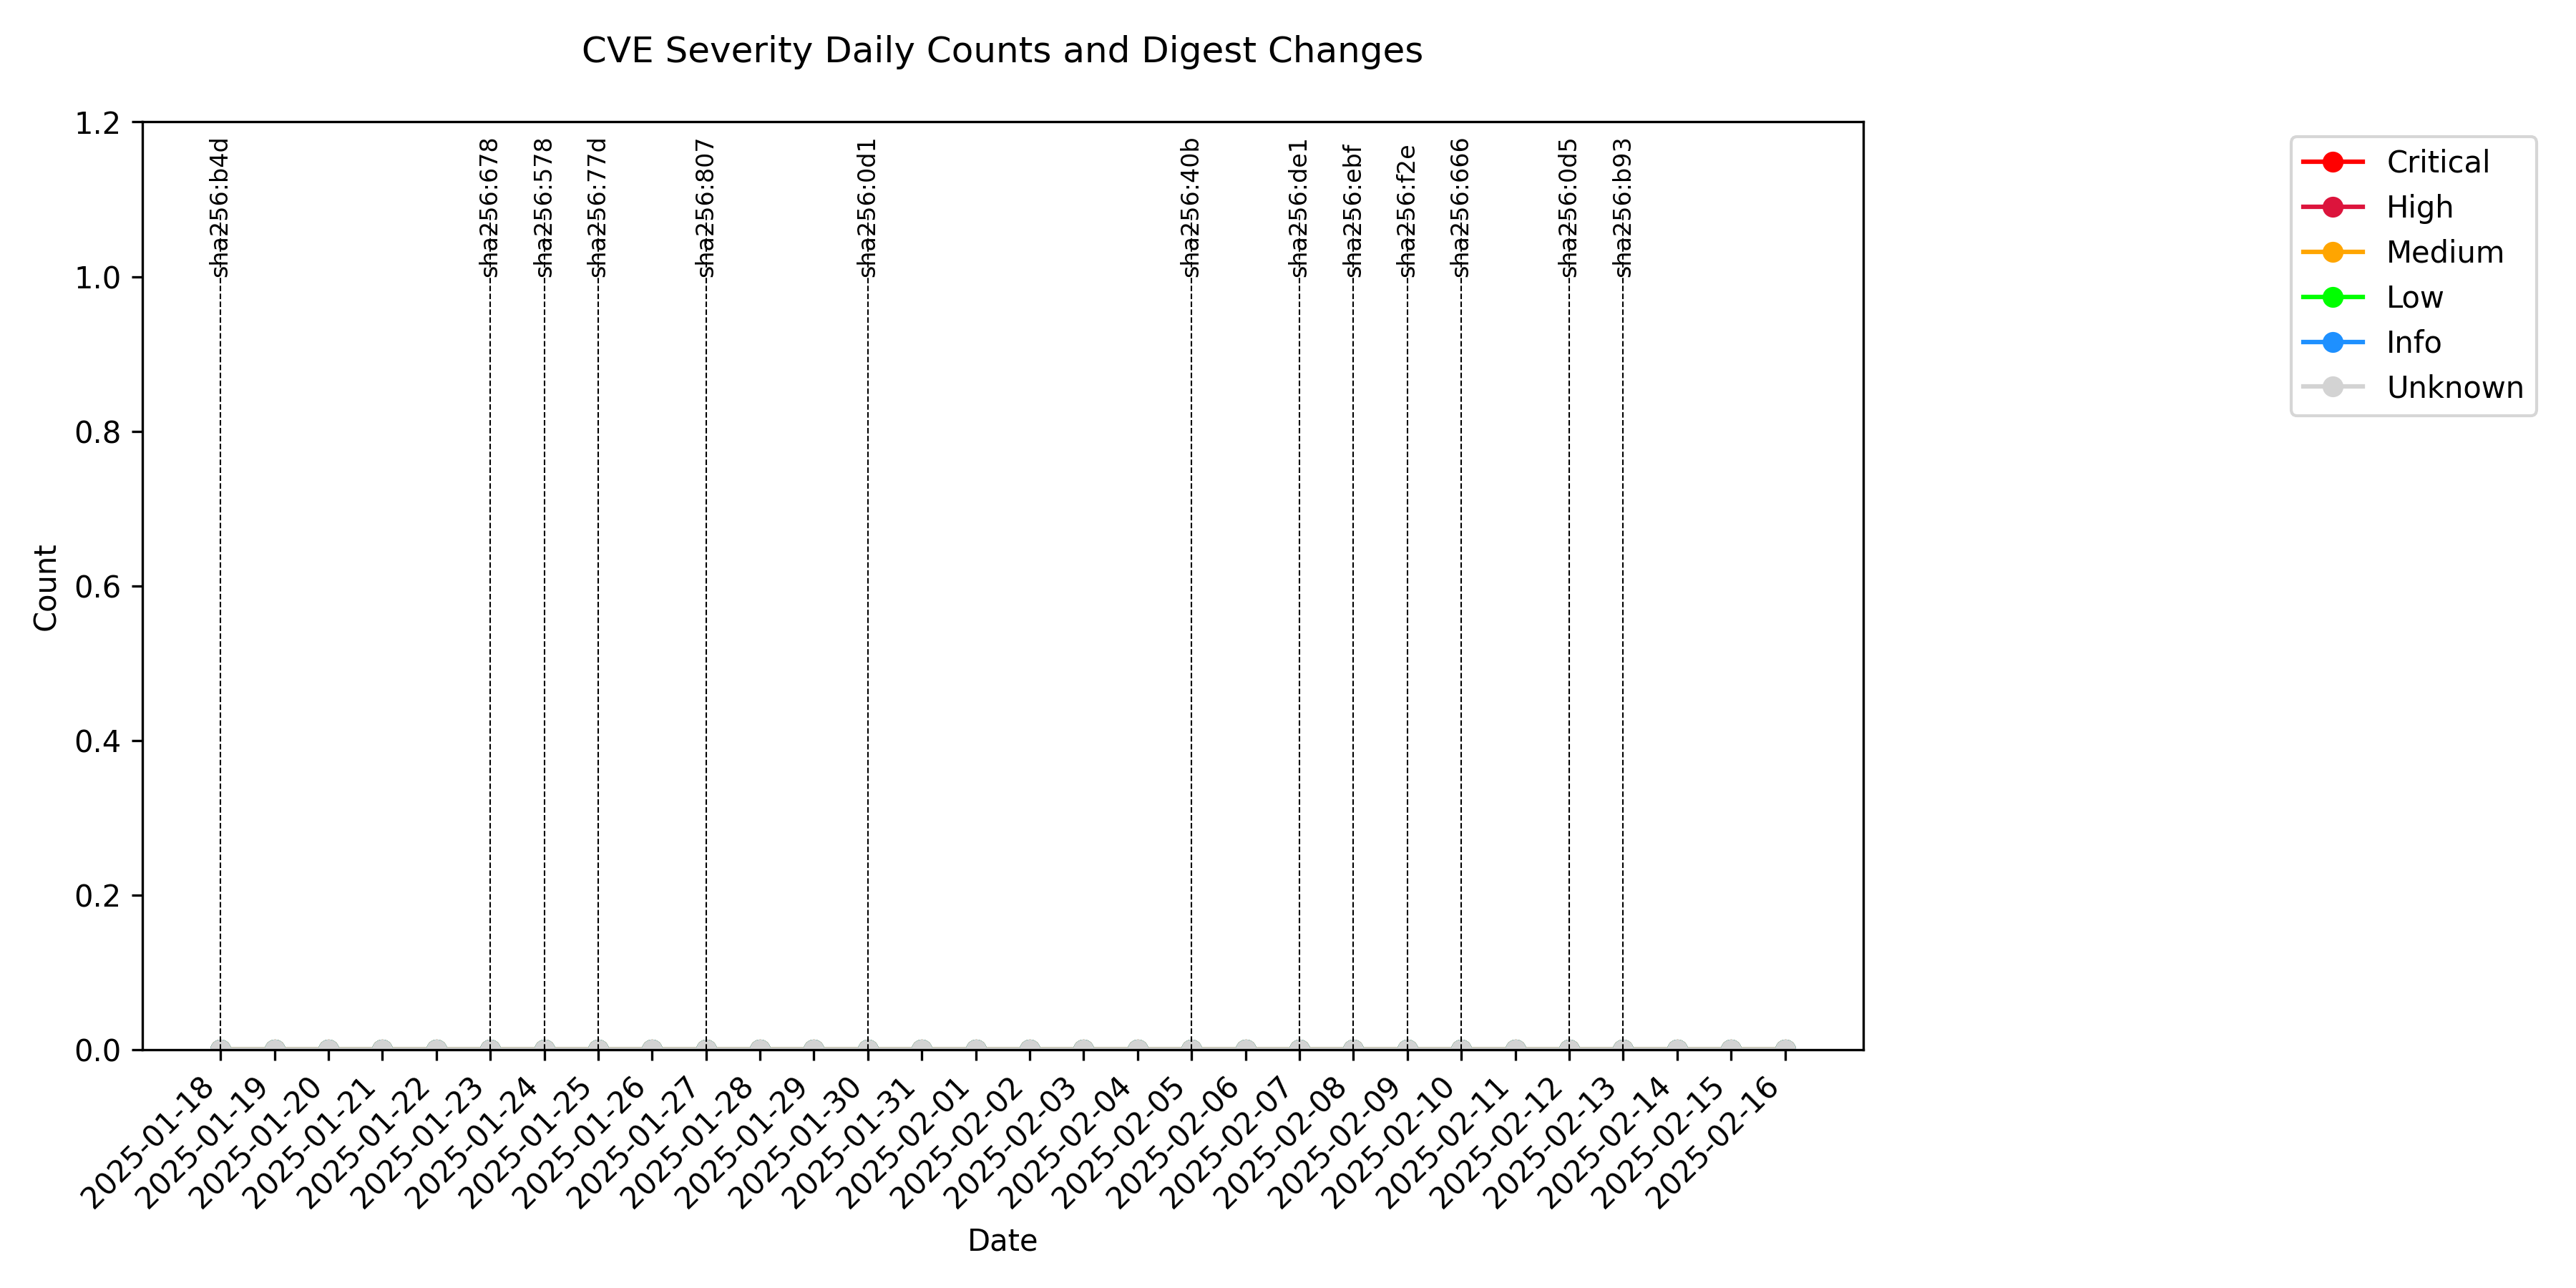 CVE Severity Daily Counts and Digest Changes
1.2
1.0
0.8
0.6
0.4
0.2
0.0
Count
sha256:b4d
sha256:678
sha256:578
sha256:77d
sha256:807
sha256:0d1
sha256:40b
sha256:de1
sha256:ebf
sha256:f2e
sha256:666
sha256:0d5
sha256:b93
Critical
High
Medium
Low
Info
Unknown
2025-01-18
2025-01-19
2025-01-20
2025-01-21
2025-01-22
2025-01-23
2025-01-24
2025-01-25
2025-01-26
2025-01-27
2025-01-28
2025-01-29
2025-01-30
2025-01-31
2025-02-01
2025-02-02
2025-02-03
2025-02-04
2025-02-05
2025-02-06
2025-02-07
2025-02-08
2025-02-09
2025-02-10
2025-02-11
2025-02-12
2025-02-13
2025-02-14
2025-02-15
2025-02-16
Date